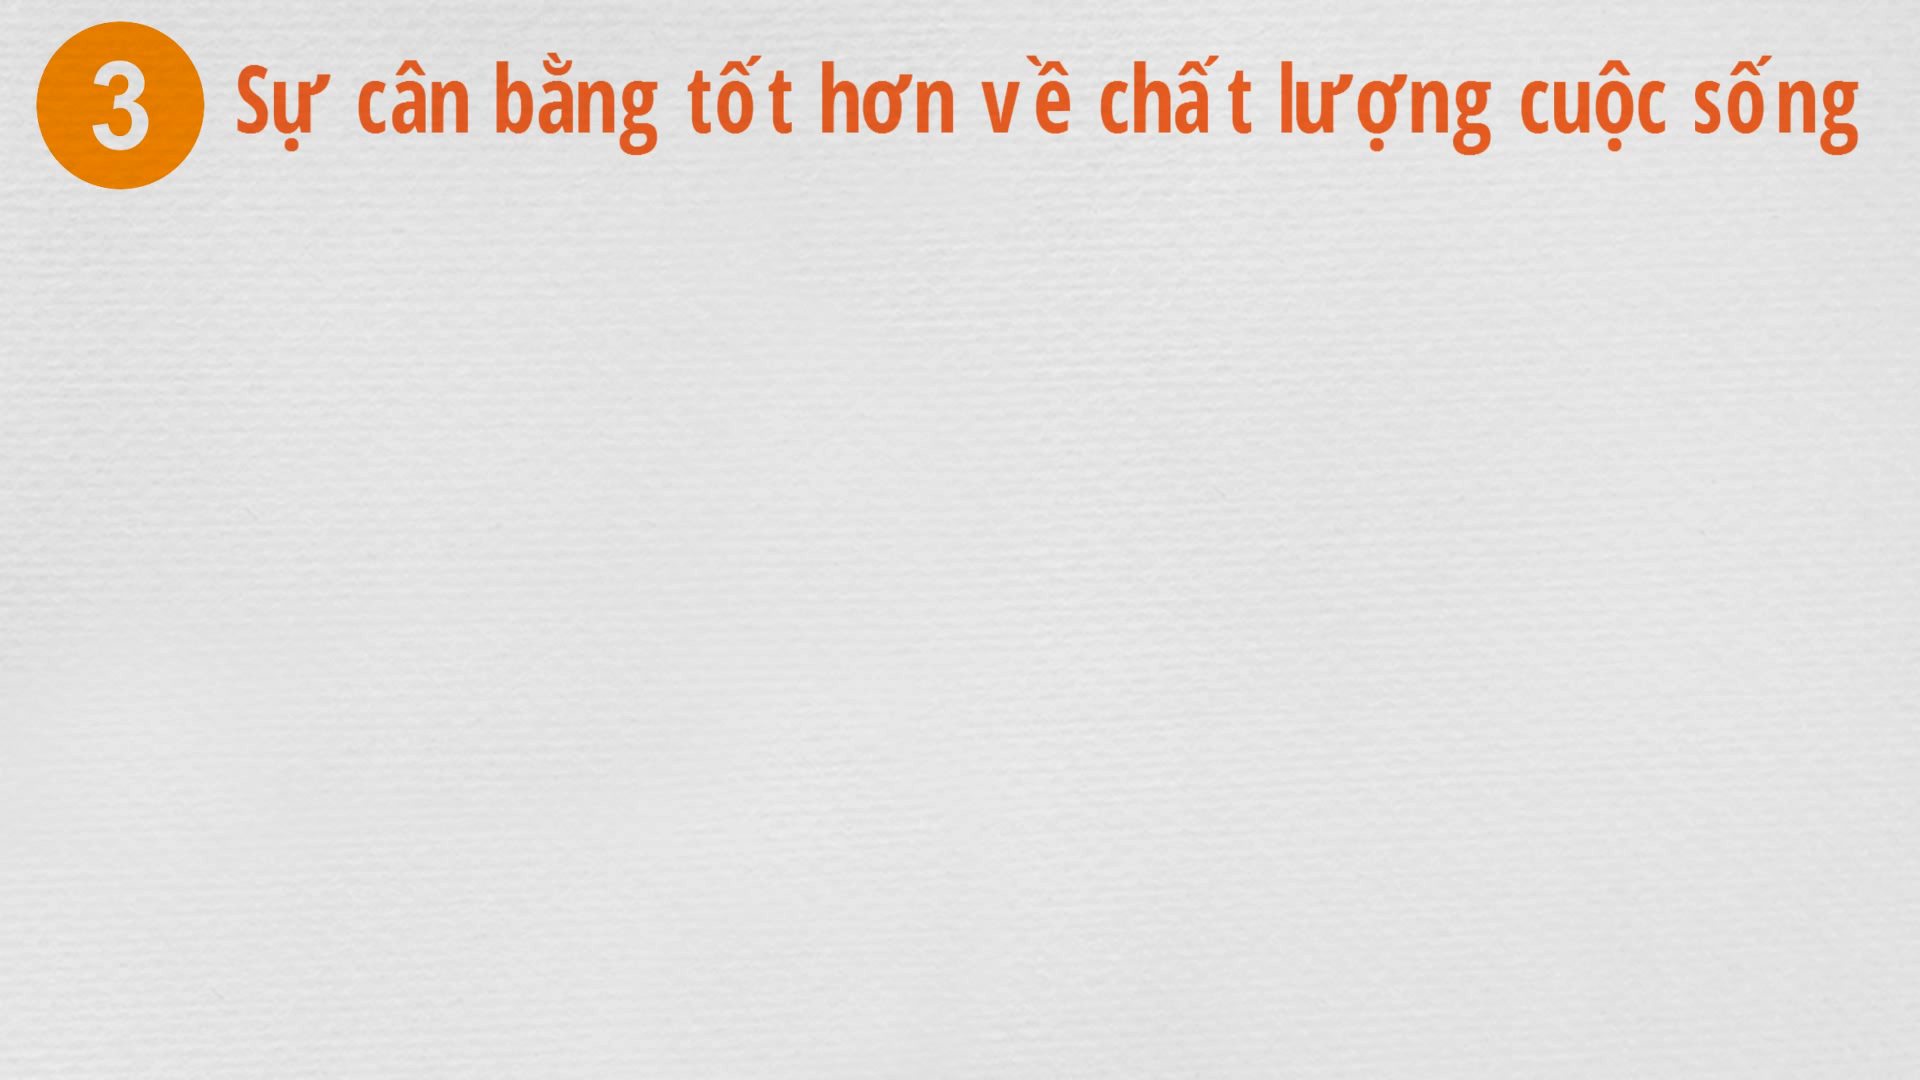 3 Sự cân bằng tốt hơn về chất lượng cuộc sống